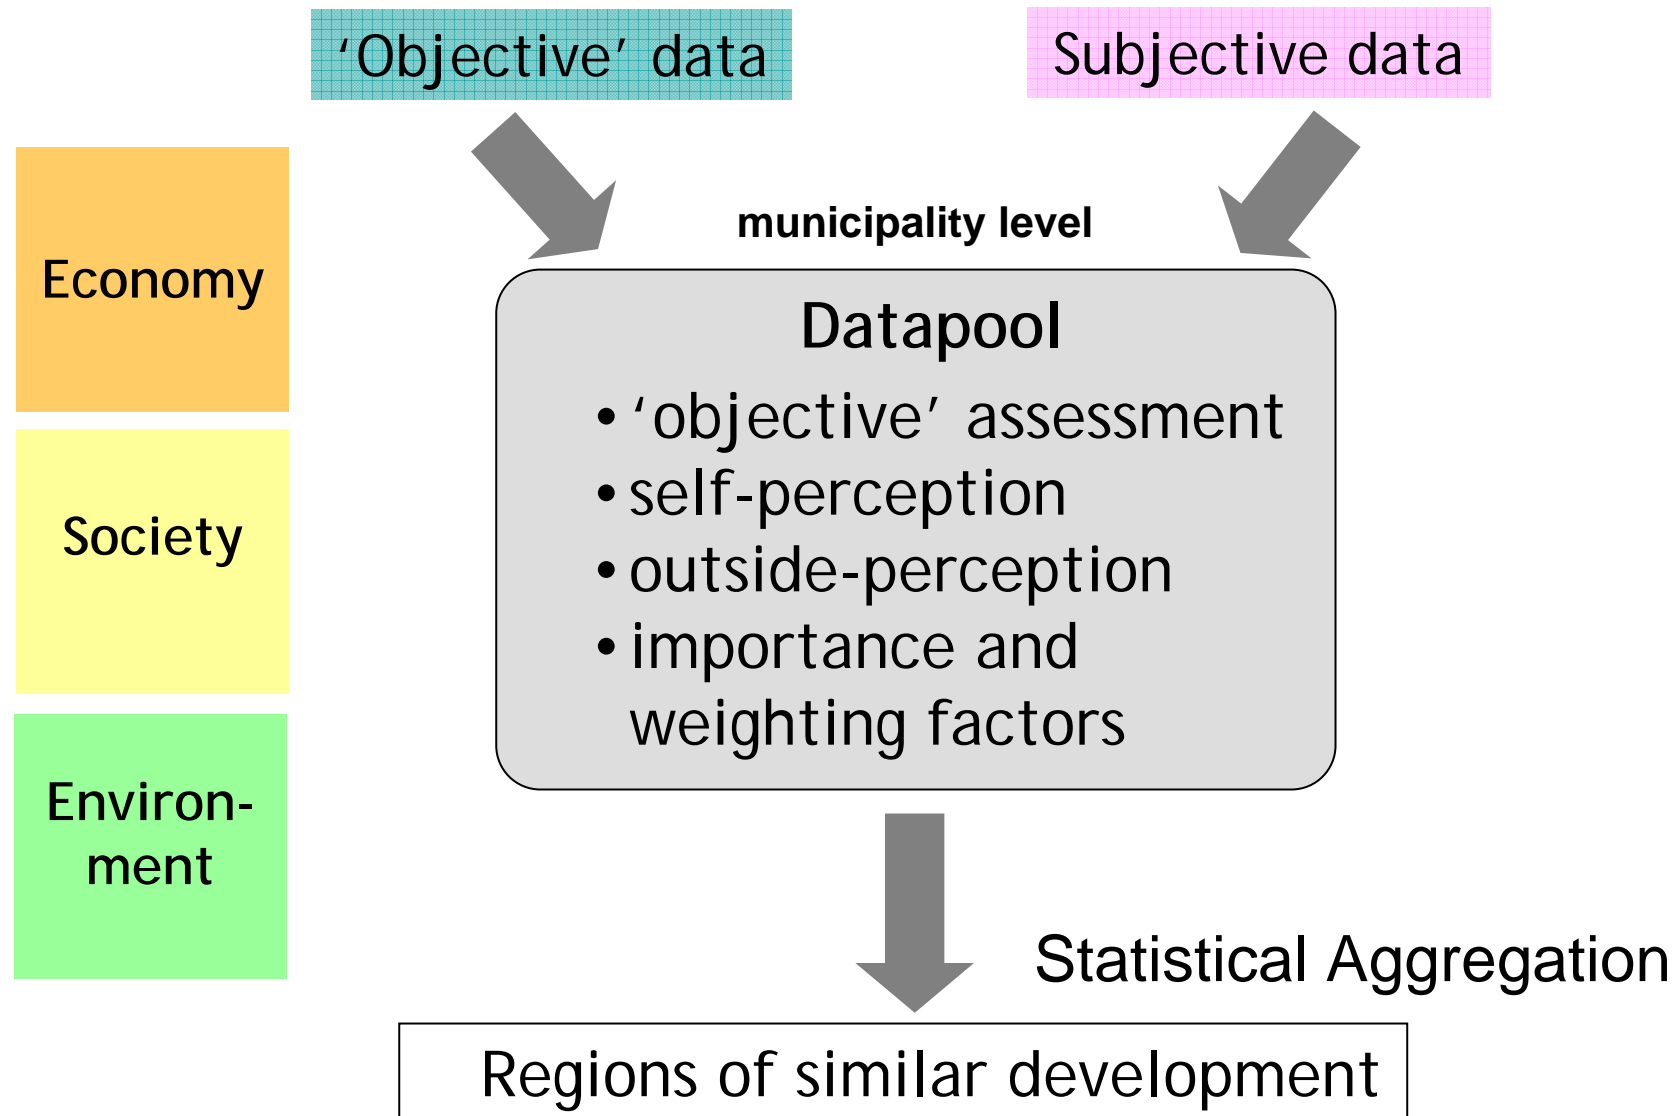 ‘Objective’ data
Subjective data
municipality level
Economy
Society
Environ-
ment
Datapool
• ‘objective’ assessment
• self-perception
• outside-perception
• importance and
weighting factors
Statistical Aggregation
Regions of similar development